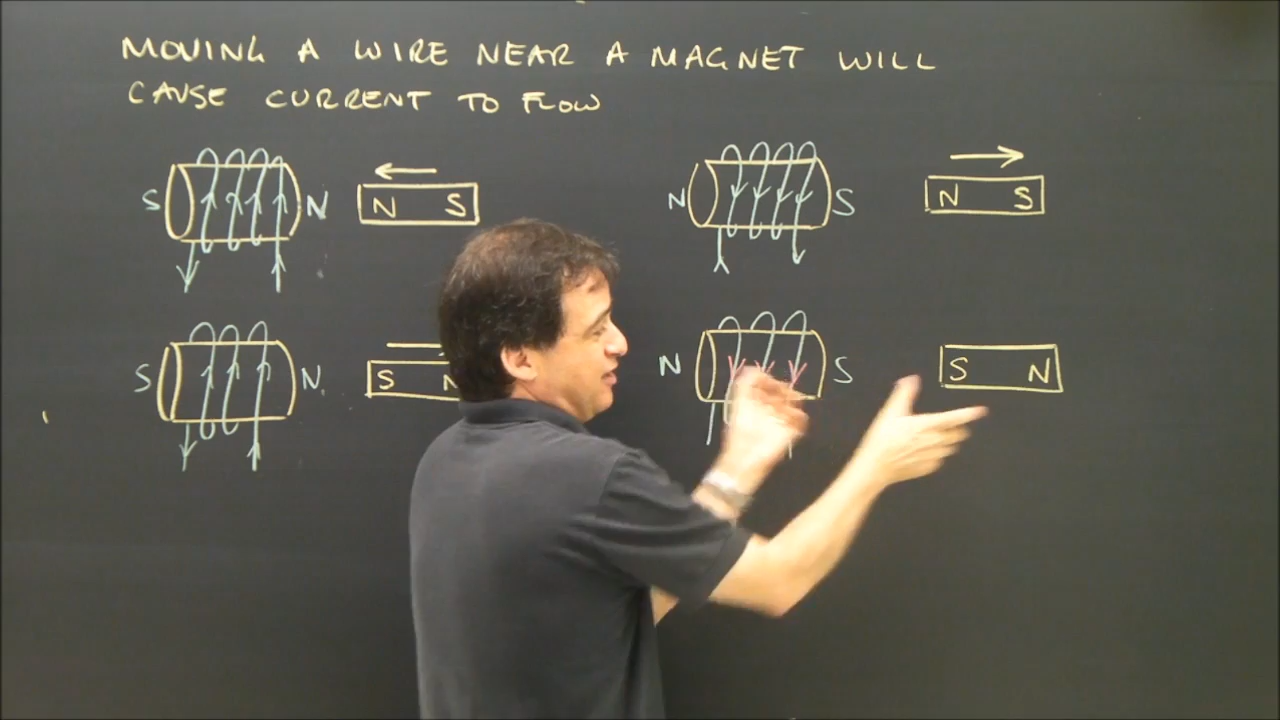 MOVING A WIRE NEAR A MAGNET WILL
CAUSE CURRENT TO FLOW
S N N S
N S N S
S N S
N S S N